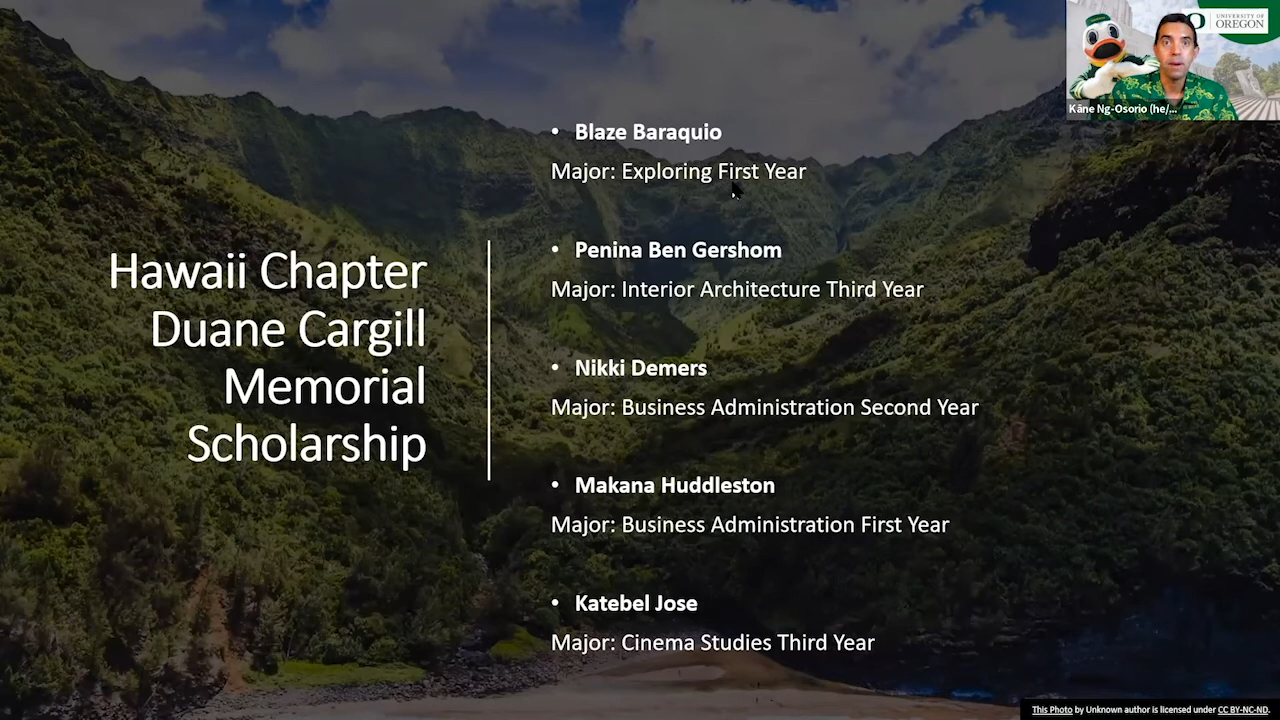 Hawaii Chapter
Duane Cargill
Memorial
Scholarship
• Blaze Baraquio
Major: Exploring First Year
• Penina Ben Gershom
Major: Interior Architecture Third Year
• Nikki Demers
Major: Business Administration Second Year
• Makana Huddleston
Major: Business Administration First Year
• Katebel Jose
Major: Cinema Studies Third Year
O UNIVERSITY OF
OREGON
Kāne Ng-Osorio (he/...
This Photo by Unknown author is licensed under CC BY-NC-ND.